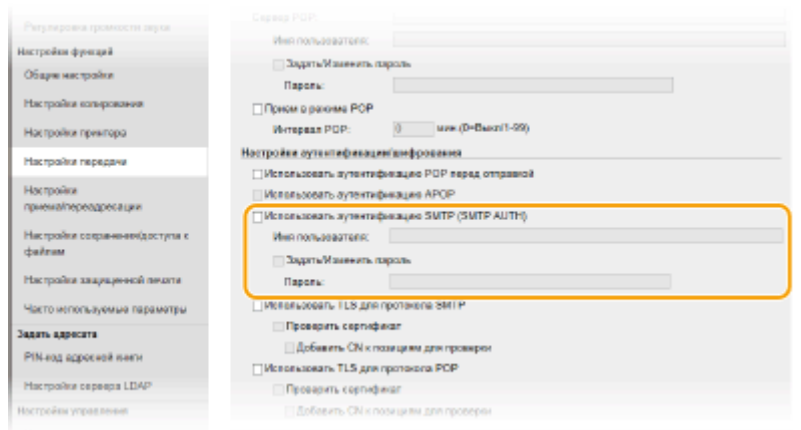 Регулировка громкости звука
Настройки функций
Общие настройки
Настройки копирования
Настройки принтера
Настройки передачи
Настройки
приема/переадресации
Настройки сохранения/доступа к
файлам
Настройки защищенной печати
Часто используемые параметры
Задать адресата
PIN-код адресной книги
Настройки сервера LDAP
Настройки управления
Сервер POP:
Имя пользователя:
Задать/Изменить пароль
Пароль:
Прием в режиме POP
Интервал POP:
0
мин.(0=Выкл/1-99)
Настройки аутентификации/шифрования
Использовать аутентификацию POP перед отправкой
Использовать аутентификацию APOP
Использовать аутентификацию SMTP (SMTP AUTH)
Имя пользователя:
Задать/Изменить пароль
Пароль:
Использовать TLS для протокола SMTP
Проверить сертификат
Добавить CN к позициям для проверки
Использовать TLS для протокола POP
Проверить сертификат
Добавить CN к позициям для проверки